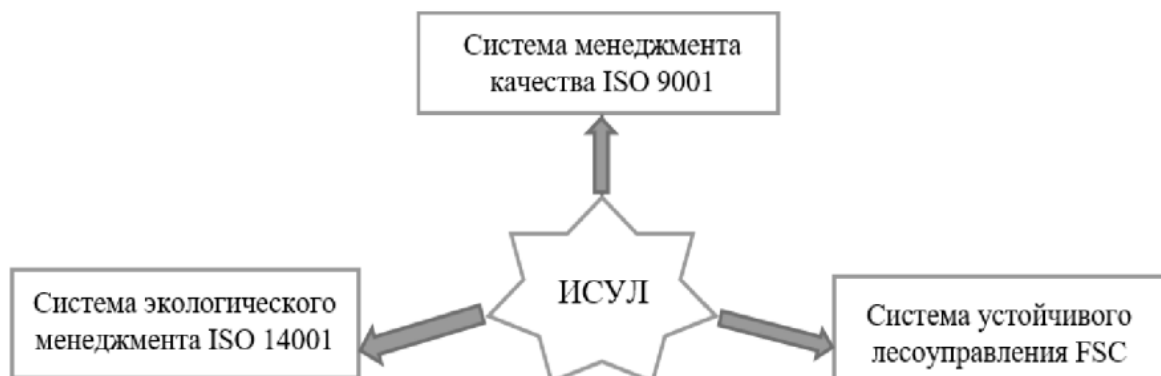 Система менеджмента
качества ISO 9001
ИСУЛ
Система экологического
менеджмента ISO 14001
Система устойчивого
лесоуправления FSC